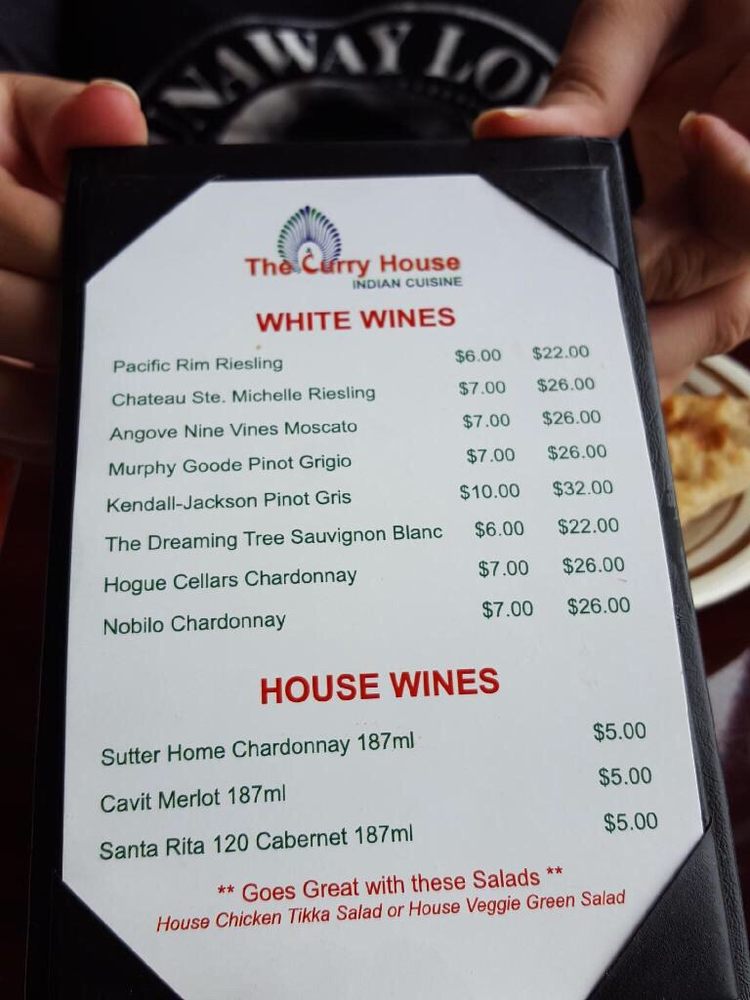 NAWAY LO
The Curry House
INDIAN CUISINE
WHITE WINES
Pacific Rim Riesling $6.00 $22.00
Chateau Ste. Michelle Riesling $7.00 $26.00
Angove Nine Vines Moscato $7.00 $26.00
Murphy Goode Pinot Grigio $7.00 $26.00
Kendall-Jackson Pinot Gris $10.00 $32.00
The Dreaming Tree Sauvignon Blanc $6.00 $22.00
Hogue Cellars Chardonnay $7.00 $26.00
Nobilo Chardonnay $7.00 $26.00
HOUSE WINES
Sutter Home Chardonnay 187ml $5.00
Cavit Merlot 187ml $5.00
Santa Rita 120 Cabernet 187ml $5.00
** Goes Great with these Salads **
House Chicken Tikka Salad or House Veggie Green Salad